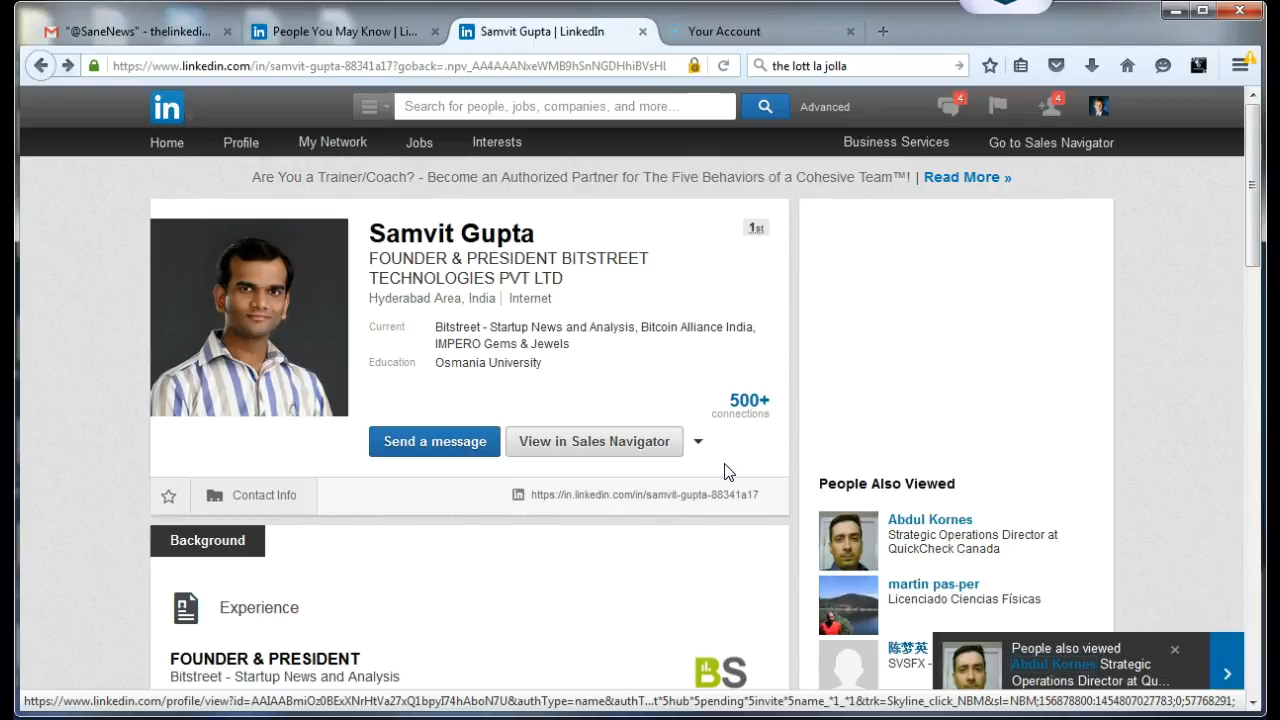 "@SaneNews" - thelinkedi...
People You May Know | Li...
Samvit Gupta | LinkedIn
Your Account
https://www.linkedin.com/in/samvit-gupta-88341a17?goback=
the lott la jolla
in
Search for people, jobs, companies, and more...
Advanced
4
4
Home
Profile
My Network
Jobs
Interests
Business Services
Go to Sales Navigator
Are You a Trainer/Coach? - Become an Authorized Partner for The Five Behaviors of a Cohesive Team™! | Read More »
Samvit Gupta
1st
FOUNDER & PRESIDENT BITSTREET
TECHNOLOGIES PVT LTD
Hyderabad Area, India | Internet
Current Bitstreet - Startup News and Analysis, Bitcoin Alliance India,
IMPERO Gems & Jewels
Education Osmania University
500+
connections
Send a message
View in Sales Navigator
Contact Info
https://in.linkedin.com/in/samvit-gupta-88341a17
Background
Experience
FOUNDER & PRESIDENT
Bitstreet - Startup News and Analysis
BS
People Also Viewed
Abdul Kornes
Strategic Operations Director at
QuickCheck Canada
martin pas-per
Licenciado Ciencias Físicas
陈梦英
SVSFX -
People also viewed
Abdul Kornes Strategic
Operations Director at Qu...
https://www.linkedin.com/profile/view?